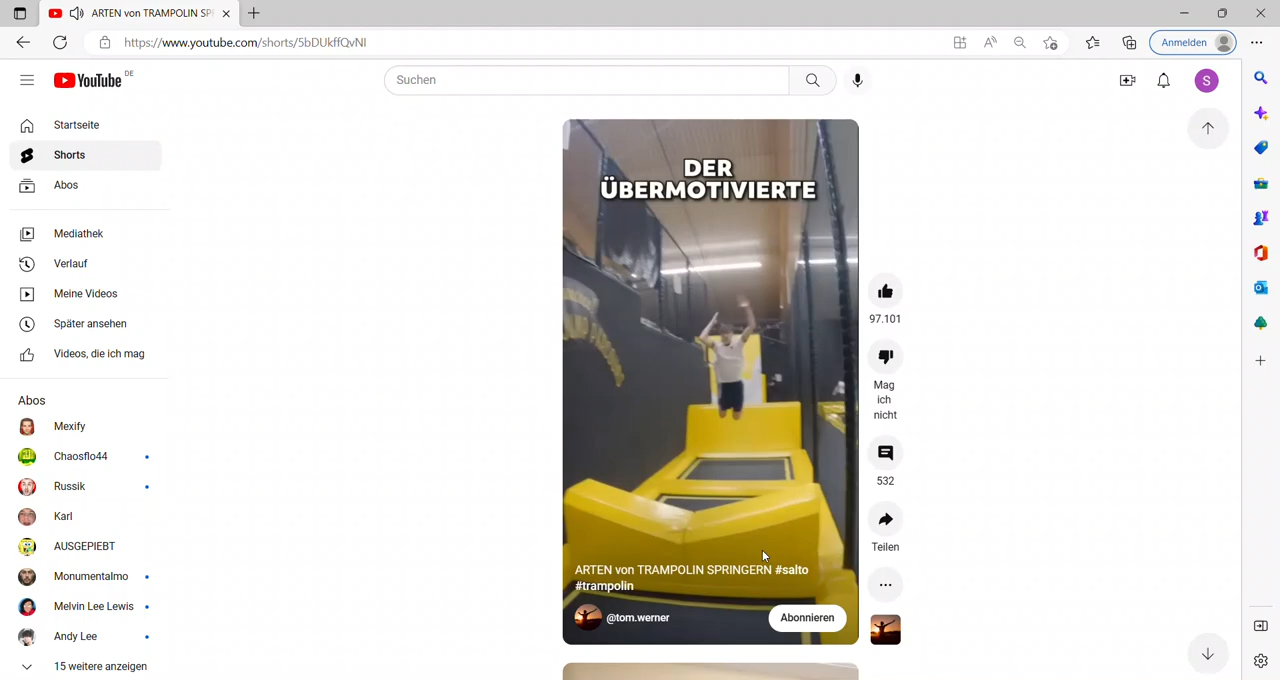 ARTEN von TRAMPOLIN SPR
https://www.youtube.com/shorts/5bDUkffQvNI
Anmelden
YouTube DE
Suchen
S
Startseite
Shorts
Abos
Mediathek
Verlauf
Meine Videos
Später ansehen
Videos, die ich mag
Abos
Mexify
Chaosflo44
Russik
Karl
AUSGEPIEBT
Monumentalmo
Melvin Lee Lewis
Andy Lee
15 weitere anzeigen
DER
ÜBERMOTIVIERTE
ARTEN von TRAMPOLIN SPRINGERN #salto
#trampolin
@tom.werner
Abonnieren
97.101
Mag
ich
nicht
532
Teilen